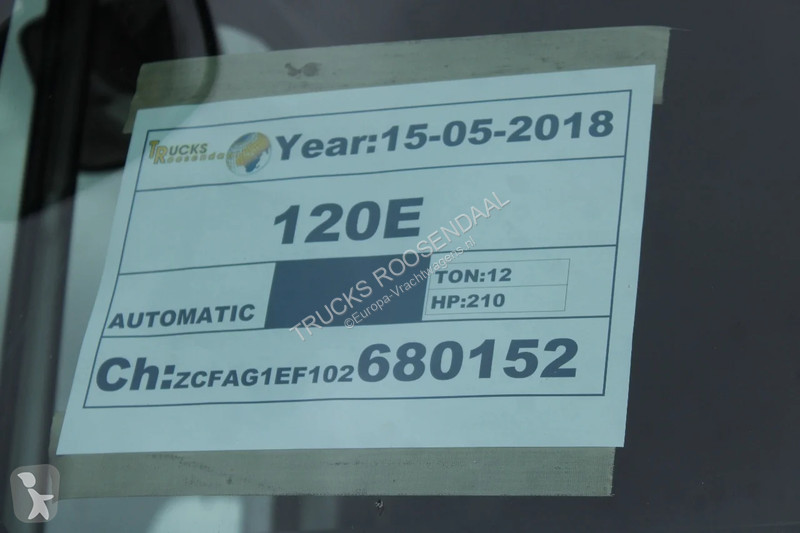 TRUCKS
Roosendaal
Year:15-05-2018
120E
AUTOMATIC
TON:12
HP:210
Ch:ZCFAG1EF102680152
TRUCKS ROOSENDAAL
©Europa-Vrachtwagens.nl